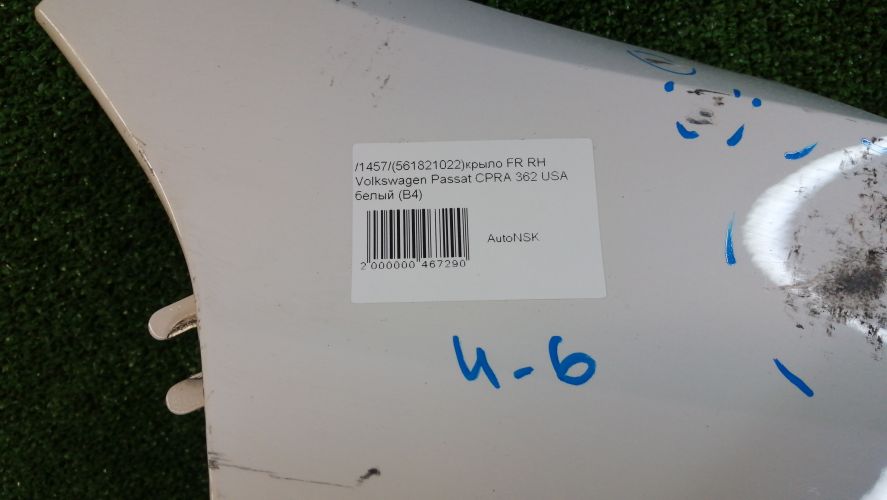 /1457/(561821022)крыло FR RH
Volkswagen Passat CPRA 362 USA
белый (B4)
AutoNSK
2 000000 467290
4-6